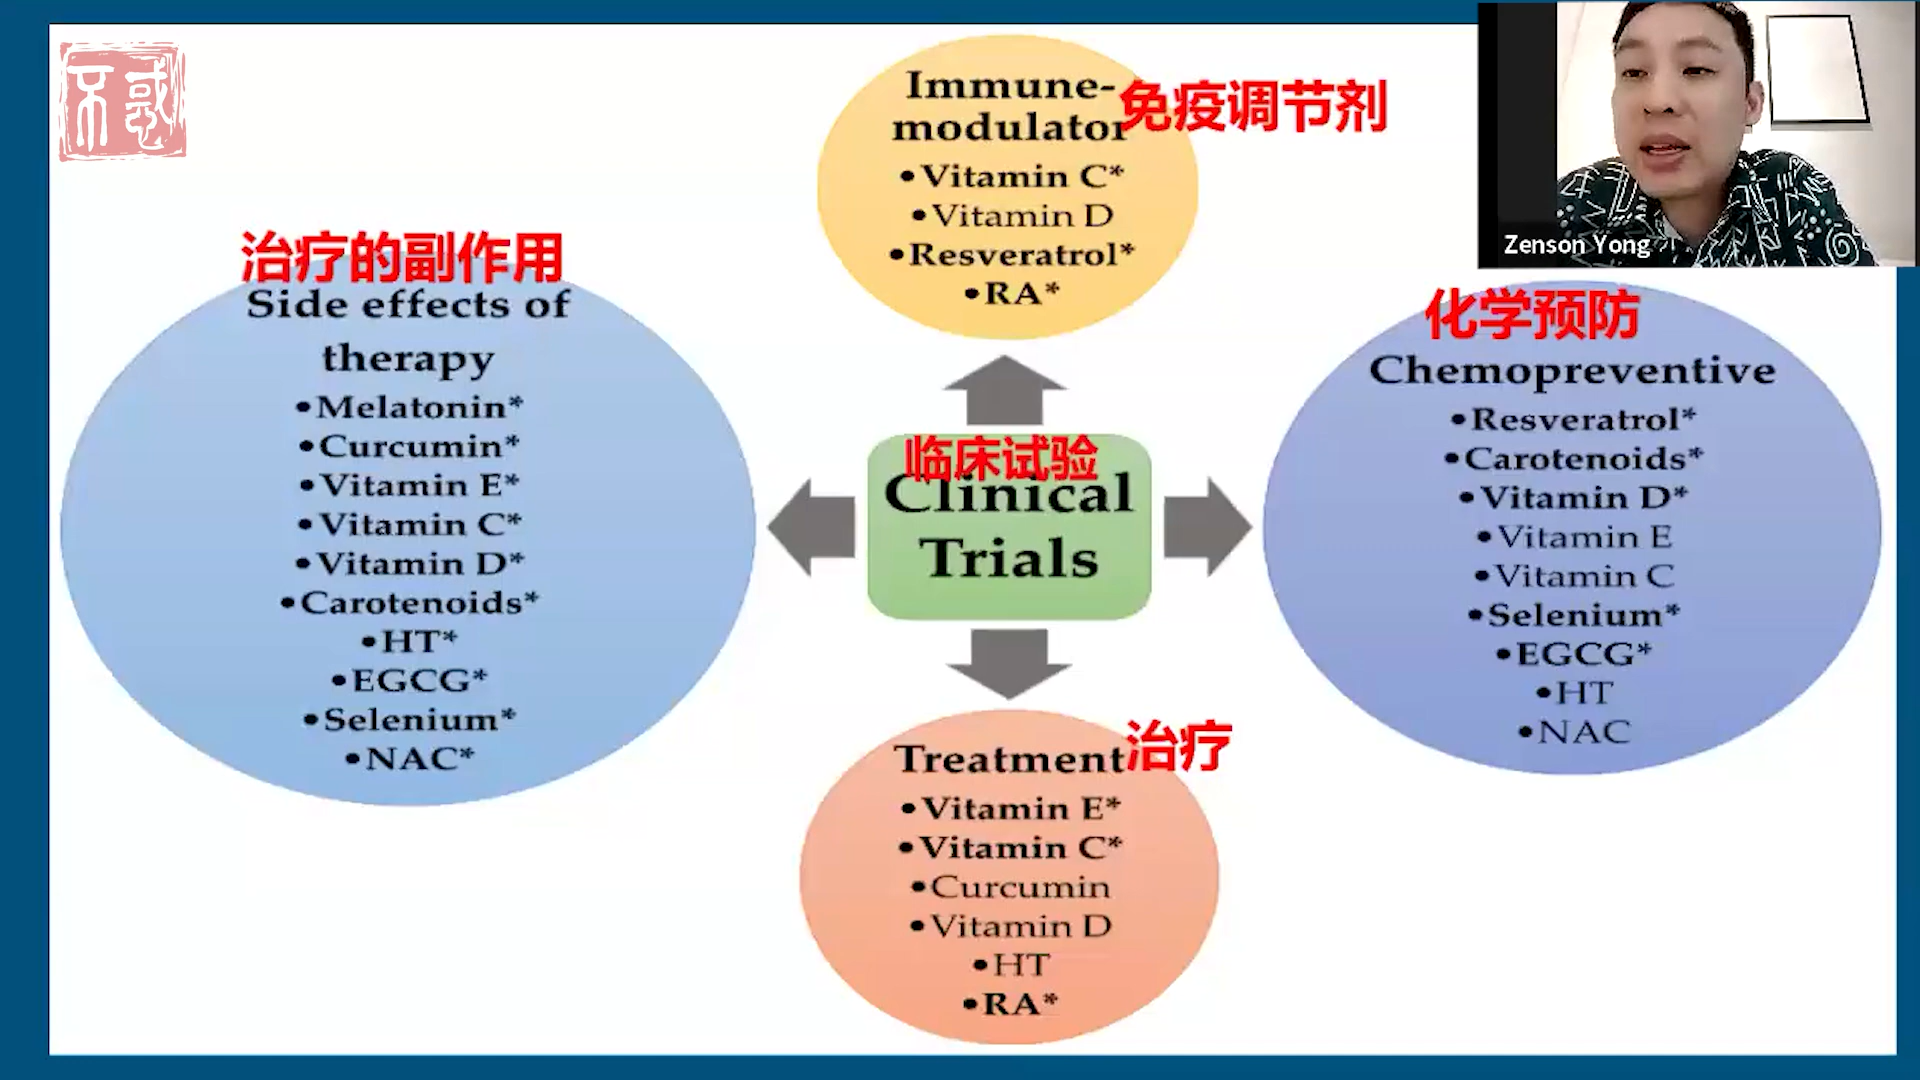 不惑
免疫调节剂
Immune-
modulator
•Vitamin C*
•Vitamin D
•Resveratrol*
•RA*
Zenson Yong
治疗的副作用
Side effects of
therapy
•Melatonin*
•Curcumin*
•Vitamin E*
•Vitamin C*
•Vitamin D*
•Carotenoids*
•HT*
•EGCG*
•Selenium*
•NAC*
临床试验
Clinical
Trials
化学预防
Chemopreventive
•Resveratrol*
•Carotenoids*
•Vitamin D*
•Vitamin E
•Vitamin C
•Selenium*
•EGCG*
•HT
•NAC
Treatment
治疗
•Vitamin E*
•Vitamin C*
•Curcumin
•Vitamin D
•HT
•RA*